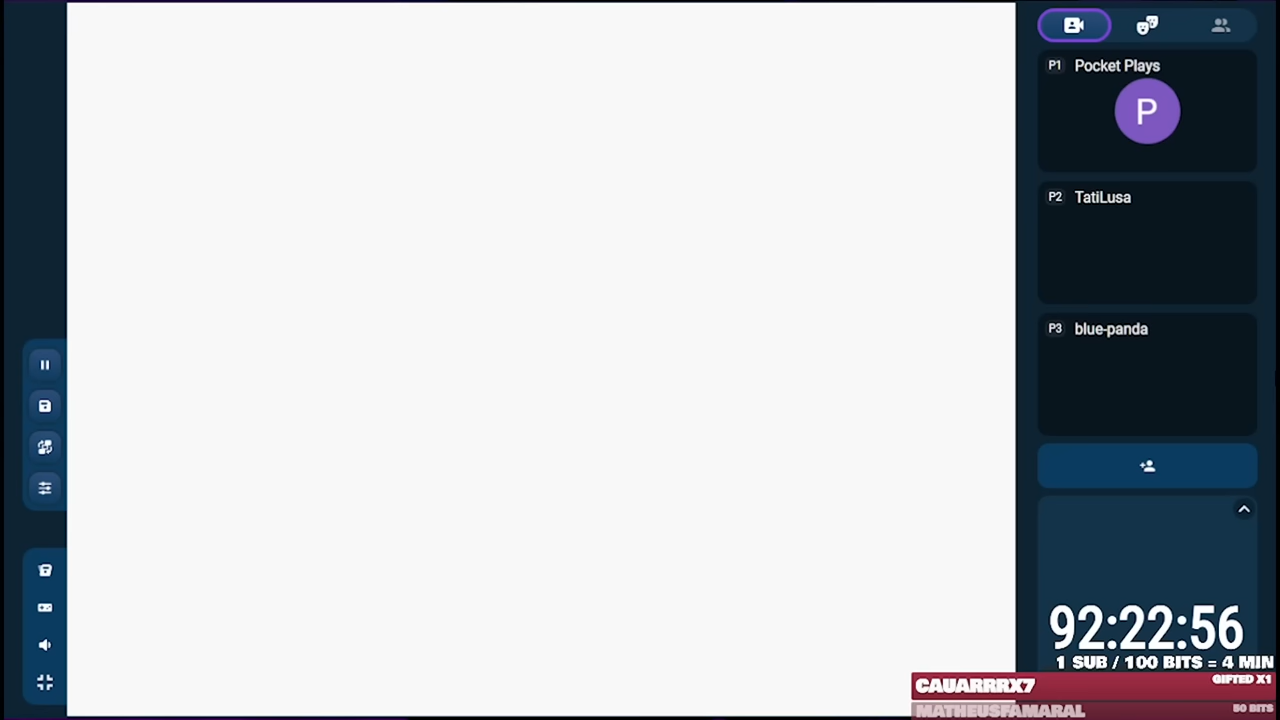 P1 Pocket Plays
P
P2 TatiLusa
P3 blue-panda
92:22:56
1 SUB / 100 BITS = 4 MIN
CAUARRRX7 GIFTED X1
MATHEUSFAMARAL 50 BITS